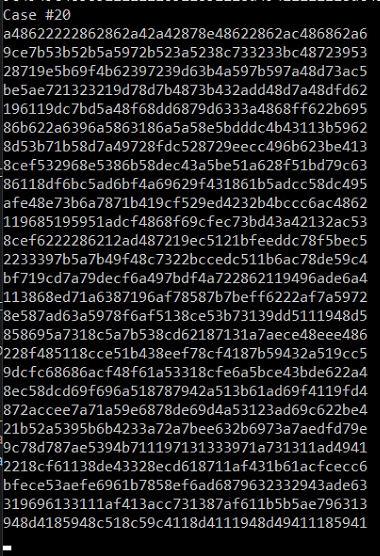 Case #20
a48622222862862a42a42878e48622862ac486862a6
9ce7b53b52b5a5972b523a5238c733233bc48723953
28719e5b69f4b62397239d63b4a597b597a48d73ac5
be5ae721323219d78d7b4873b432add48d7a48dfd62
196119dc7bd5a48f68dd6879d6333a4868ff622b695
86b622a6396a5863186a5a58e5bdddc4b43113b5962
8d53b71b58d7a49728fdc528729eecc496b623be413
8cef532968e5386b58dec43a5be51a628f51bd79c63
86118df6bc5ad6bf4a69629f431861b5adcc58dc495
afe48e73b6a7871b419cf529ed4232b4bccc6ac4862
119685195951adcf4868f69cfec73bd43a42132ac53
8cef6222286212ad487219ec5121bfeeddc78f5bec5
2233397b5a7b49f48c7322bccedc511b6ac78de59c4
bf719cd7a79decf6a497bdf4a722862119496ade6a4
113868ed71a6387196af78587b7beff6222af7a5972
8e587ad63a5978f6af5138ce53b73139dd5111948d5
858695a7318c5a7b538cd62187131a7aece48eee486
228f485118cce51b438eef78cf4187b59432a519cc5
9dcfc68686acf48f61a53318cfe6a5bce43bde622a4
8ec58dcd69f696a518787942a513b61ad69f4119fd4
872accee7a71a59e6878de69d4a53123ad69c622be4
21b52a5395b6b4233a72a7bee632b6973a7aedfd79e
9c78d787ae5394b711197131333971a731311ad4941
2218cf61138de43328ecd618711af431b61acfcecc6
bfece53aefe6961b7858ef6ad6879632332943ade63
319696133111af413acc731387af611b5b5ae796313
948d4185948c518c59c4118d4111948d49411185941